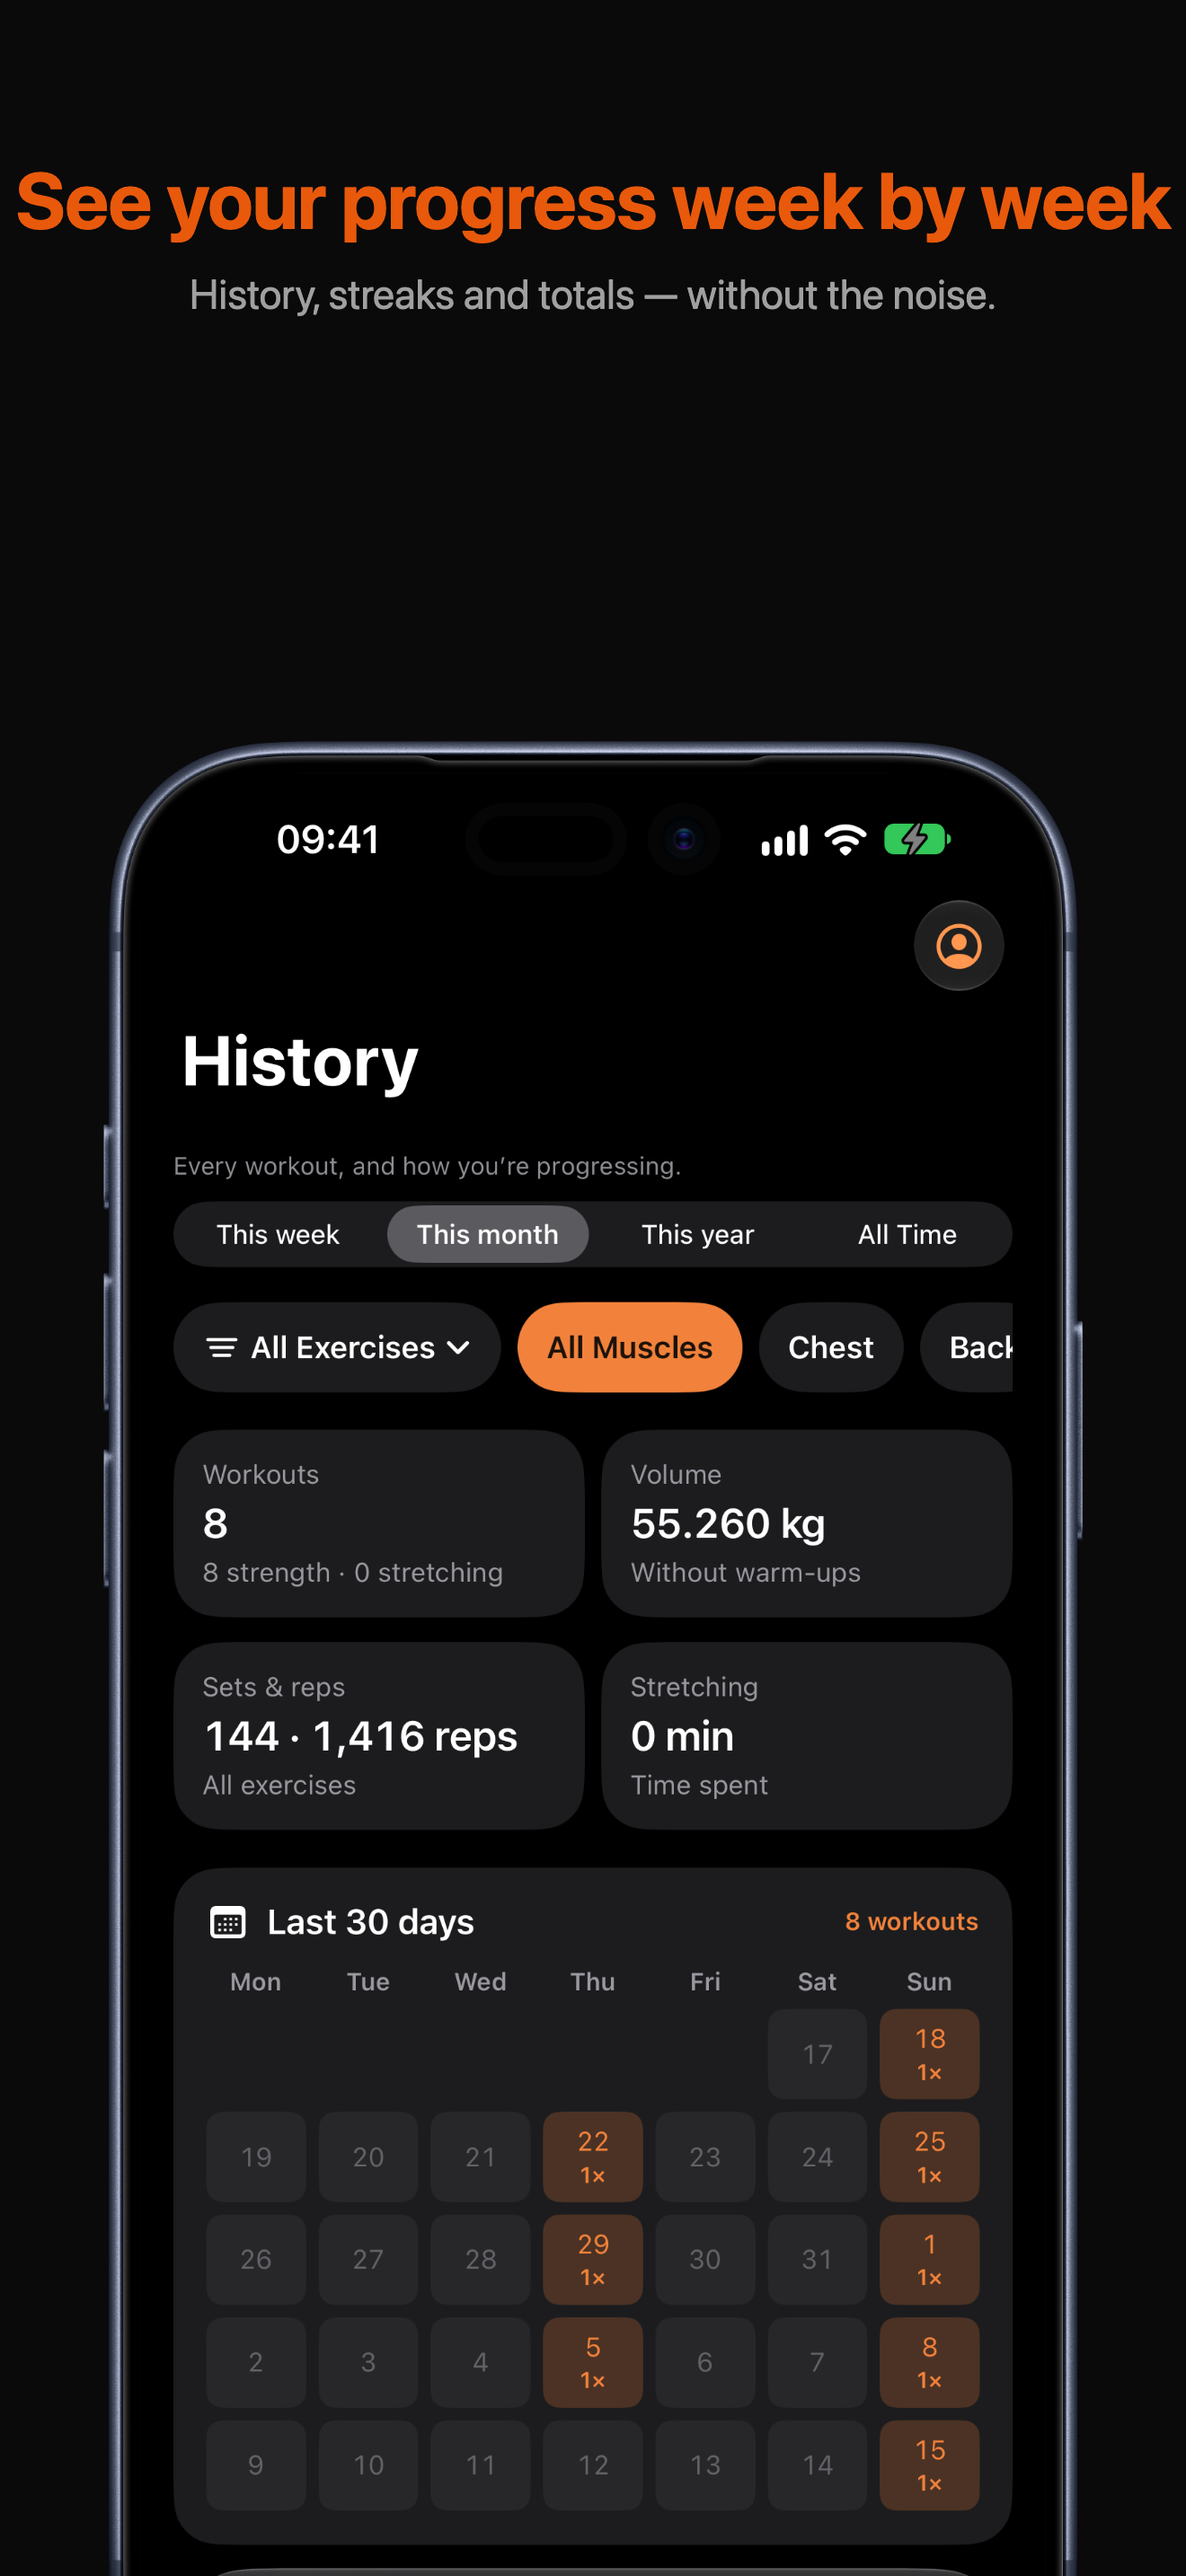 See your progress week by week
History, streaks and totals — without the noise.
09:41
History
Every workout, and how you’re progressing.
This week This month This year All Time
All Exercises All Muscles Chest Back
Workouts
8
8 strength · 0 stretching
Volume
55.260 kg
Without warm-ups
Sets & reps
144 · 1,416 reps
All exercises
Stretching
0 min
Time spent
Last 30 days 8 workouts
Mon Tue Wed Thu Fri Sat Sun
17 18
1×
19 20 21 22 23 24 25
1× 1×
26 27 28 29 30 31 1
1× 1×
2 3 4 5 6 7 8
1× 1×
9 10 11 12 13 14 15
1×